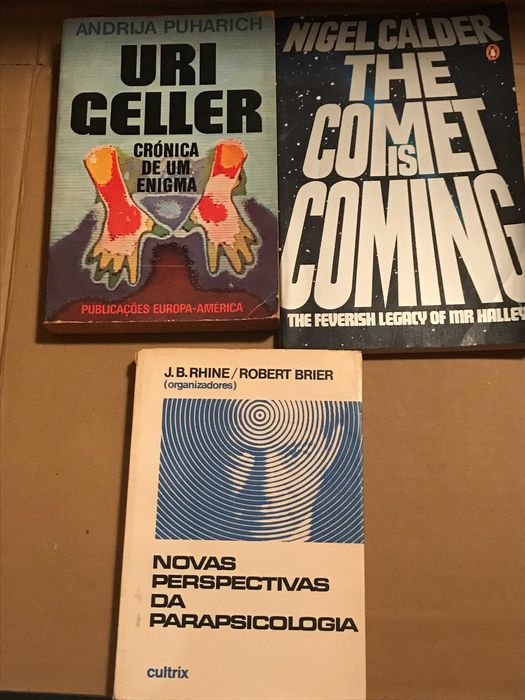 ANDRIJA PUHARICH
URI
GELLER
CRÓNICA
DE UM
ENIGMA
PUBLICAÇÕES EUROPA-AMÉRICA
NIGEL CALDER
THE
COMET
IS
COMING
THE FEVERISH LEGACY OF MR HALLEY
J. B. RHINE/ROBERT BRIER
(organizadores)
NOVAS
PERSPECTIVAS
DA
PARAPSICOLOGIA
cultrix